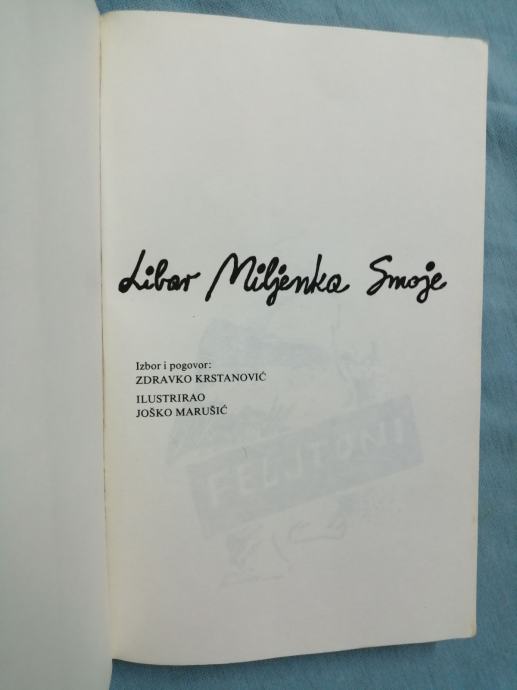 Libar Miljenka Smoje
Izbor i pogovor:
ZDRAVKO KRSTANOVIĆ
ILUSTRIRAO
JOŠKO MARUŠIĆ
FELJTONI